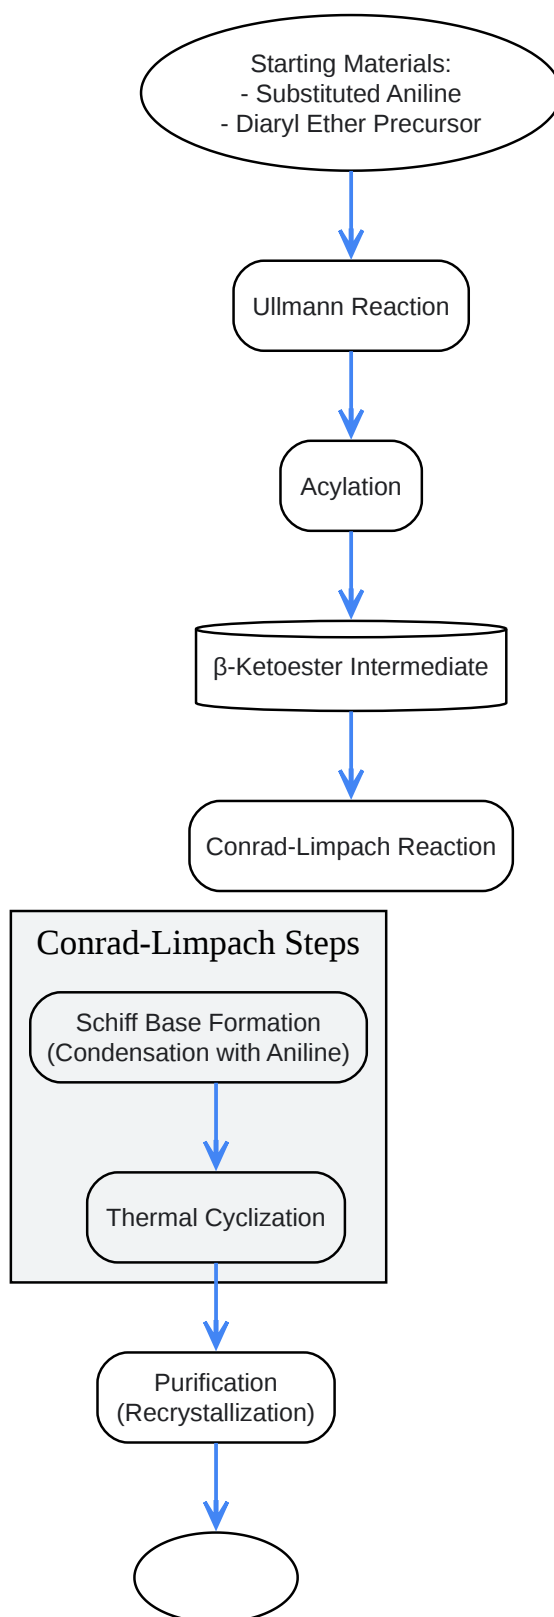 Starting Materials:
- Substituted Aniline
- Diaryl Ether Precursor
Ullmann Reaction
Acylation
β-Ketoester Intermediate
Conrad-Limpach Reaction
Conrad-Limpach Steps
Schiff Base Formation
(Condensation with Aniline)
Thermal Cyclization
Purification
(Recrystallization)